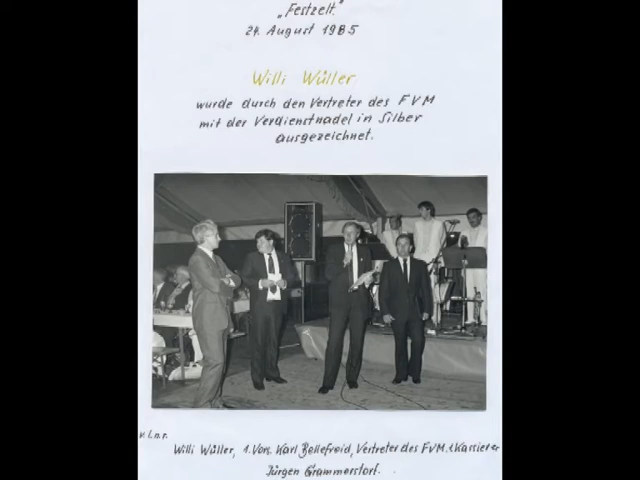 „Festzelt."
24. August 1985
Willi Wüller
wurde durch den Vertreter des FVM
mit der Verdienstnadel in Silber
ausgezeichnet.
v.l.n.r.
Willi Wüller, 1. Vors. Karl Bellefroid, Vertreter des FVM, 1. Kassierer
Jürgen Grammerstorf.